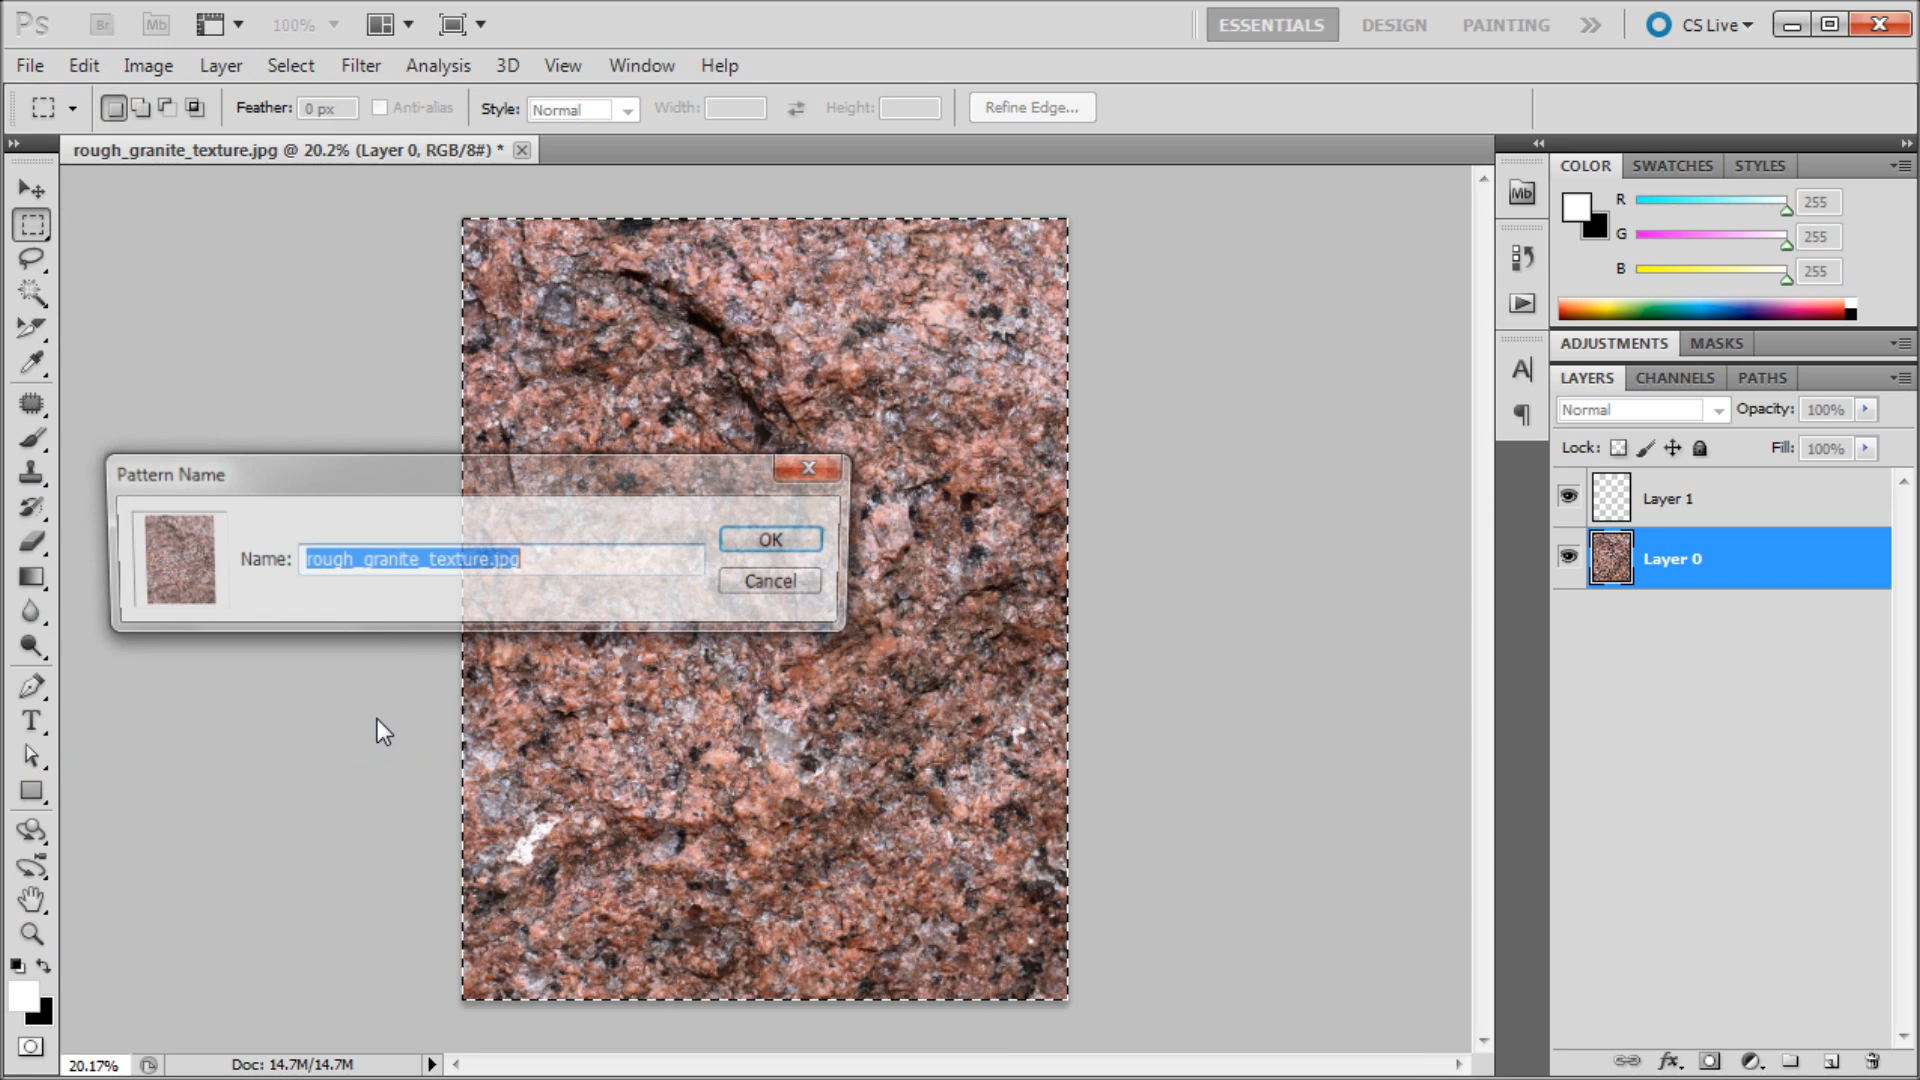 Ps Br Mb 100% ESSENTIALS DESIGN PAINTING CS Live
File Edit Image Layer Select Filter Analysis 3D View Window Help
Feather: 0 px Anti-alias Style: Normal Width: Height: Refine Edge...
rough_granite_texture.jpg @ 20.2% (Layer 0, RGB/8#) *
COLOR SWATCHES STYLES
Mb
R 255
G 255
B 255
ADJUSTMENTS MASKS
LAYERS CHANNELS PATHS
Normal Opacity: 100%
Lock: Fill: 100%
Layer 1
Layer 0
Pattern Name
Name: rough_granite_texture.jpg
OK
Cancel
20.17% Doc: 14.7M/14.7M